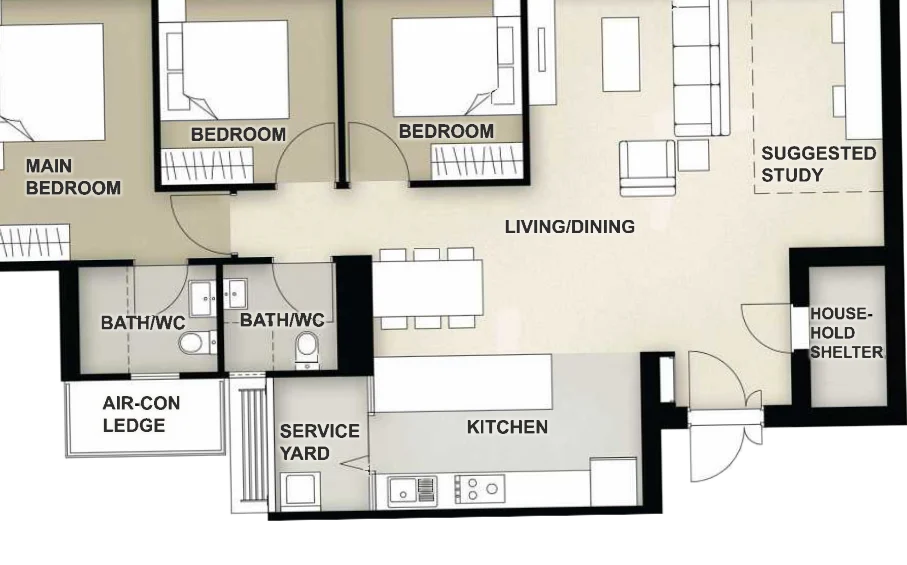 BEDROOM
BEDROOM
MAIN
BEDROOM
SUGGESTED
STUDY
LIVING/DINING
BATH/WC
BATH/WC
HOUSE-
HOLD
SHELTER
AIR-CON
LEDGE
SERVICE
YARD
KITCHEN